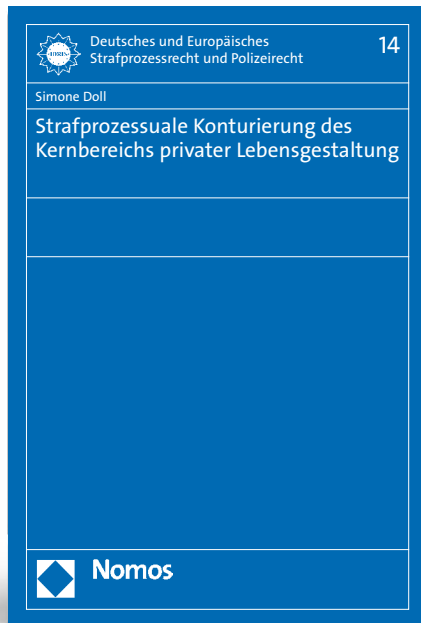 Deutsches und Europäisches
Strafprozessrecht und Polizeirecht
14
Simone Doll
Strafprozessuale Konturierung des
Kernbereichs privater Lebensgestaltung
Nomos